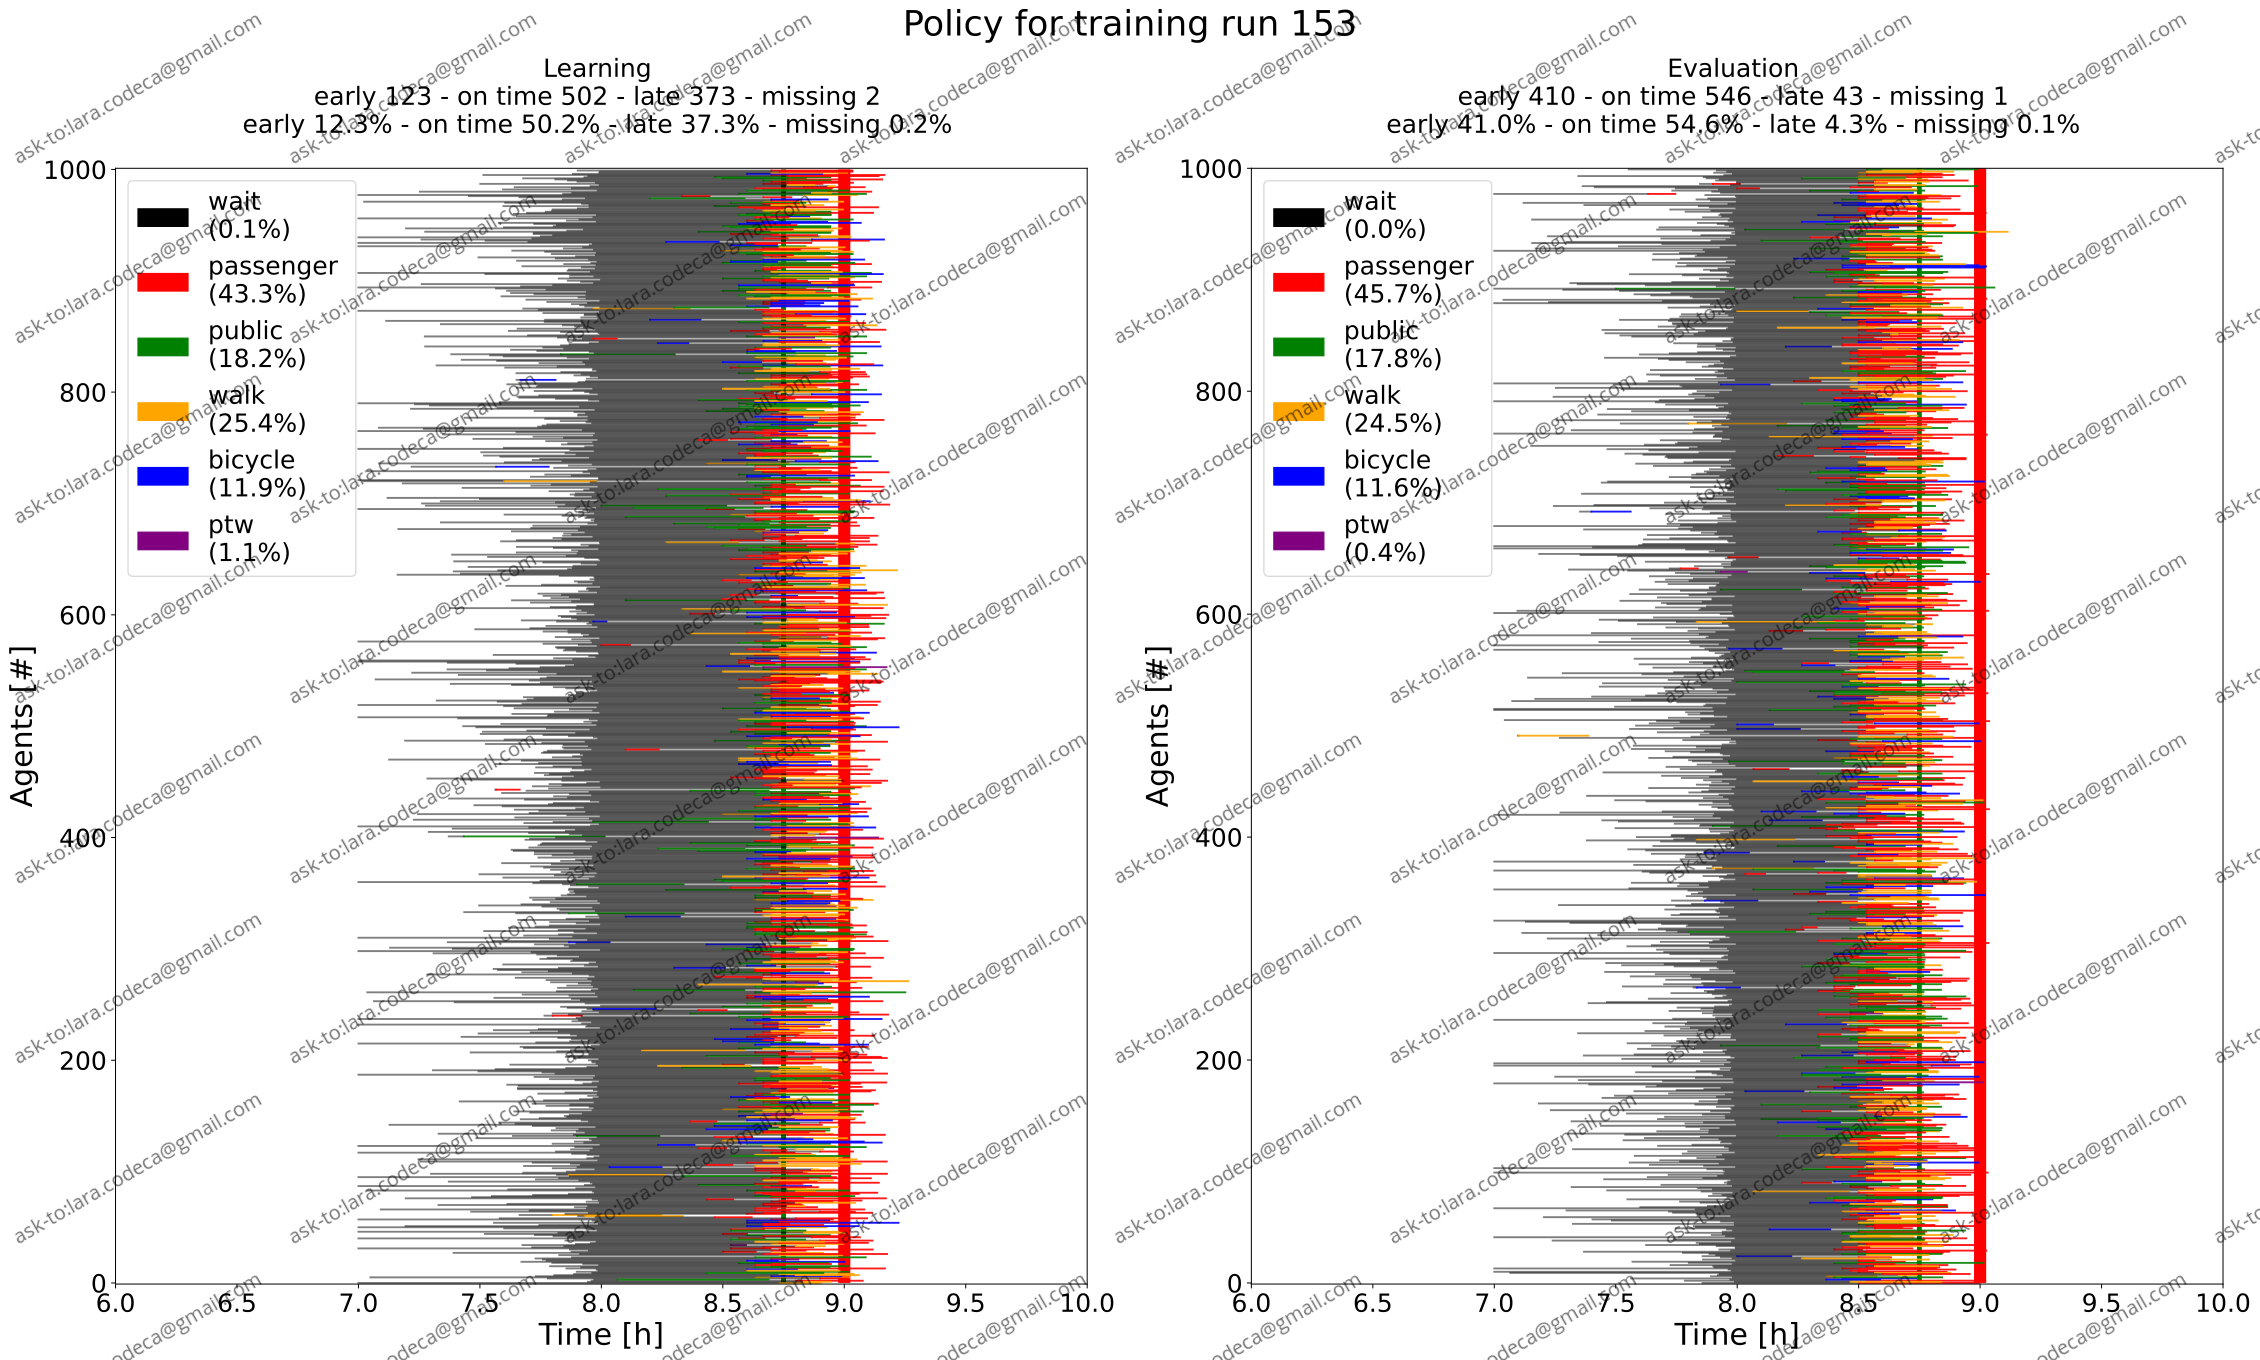 Policy for training run 153
Learning
early 123 - on time 502 - late 373 - missing 2
early 12.3% - on time 50.2% - late 37.3% - missing 0.2%
Agents [#]
1000
800
600
400
200
0
wait
(0.1%)
passenger
(43.3%)
public
(18.2%)
walk
(25.4%)
bicycle
(11.9%)
ptw
(1.1%)
6.0 6.5 7.0 7.5 8.0 8.5 9.0 9.5 10.0
Time [h]
Evaluation
early 410 - on time 546 - late 43 - missing 1
early 41.0% - on time 54.6% - late 4.3% - missing 0.1%
Agents [#]
1000
800
600
400
200
0
wait
(0.0%)
passenger
(45.7%)
public
(17.8%)
walk
(24.5%)
bicycle
(11.6%)
ptw
(0.4%)
6.0 6.5 7.0 7.5 8.0 8.5 9.0 9.5 10.0
Time [h]
ask-to:lara.codeca@gmail.com